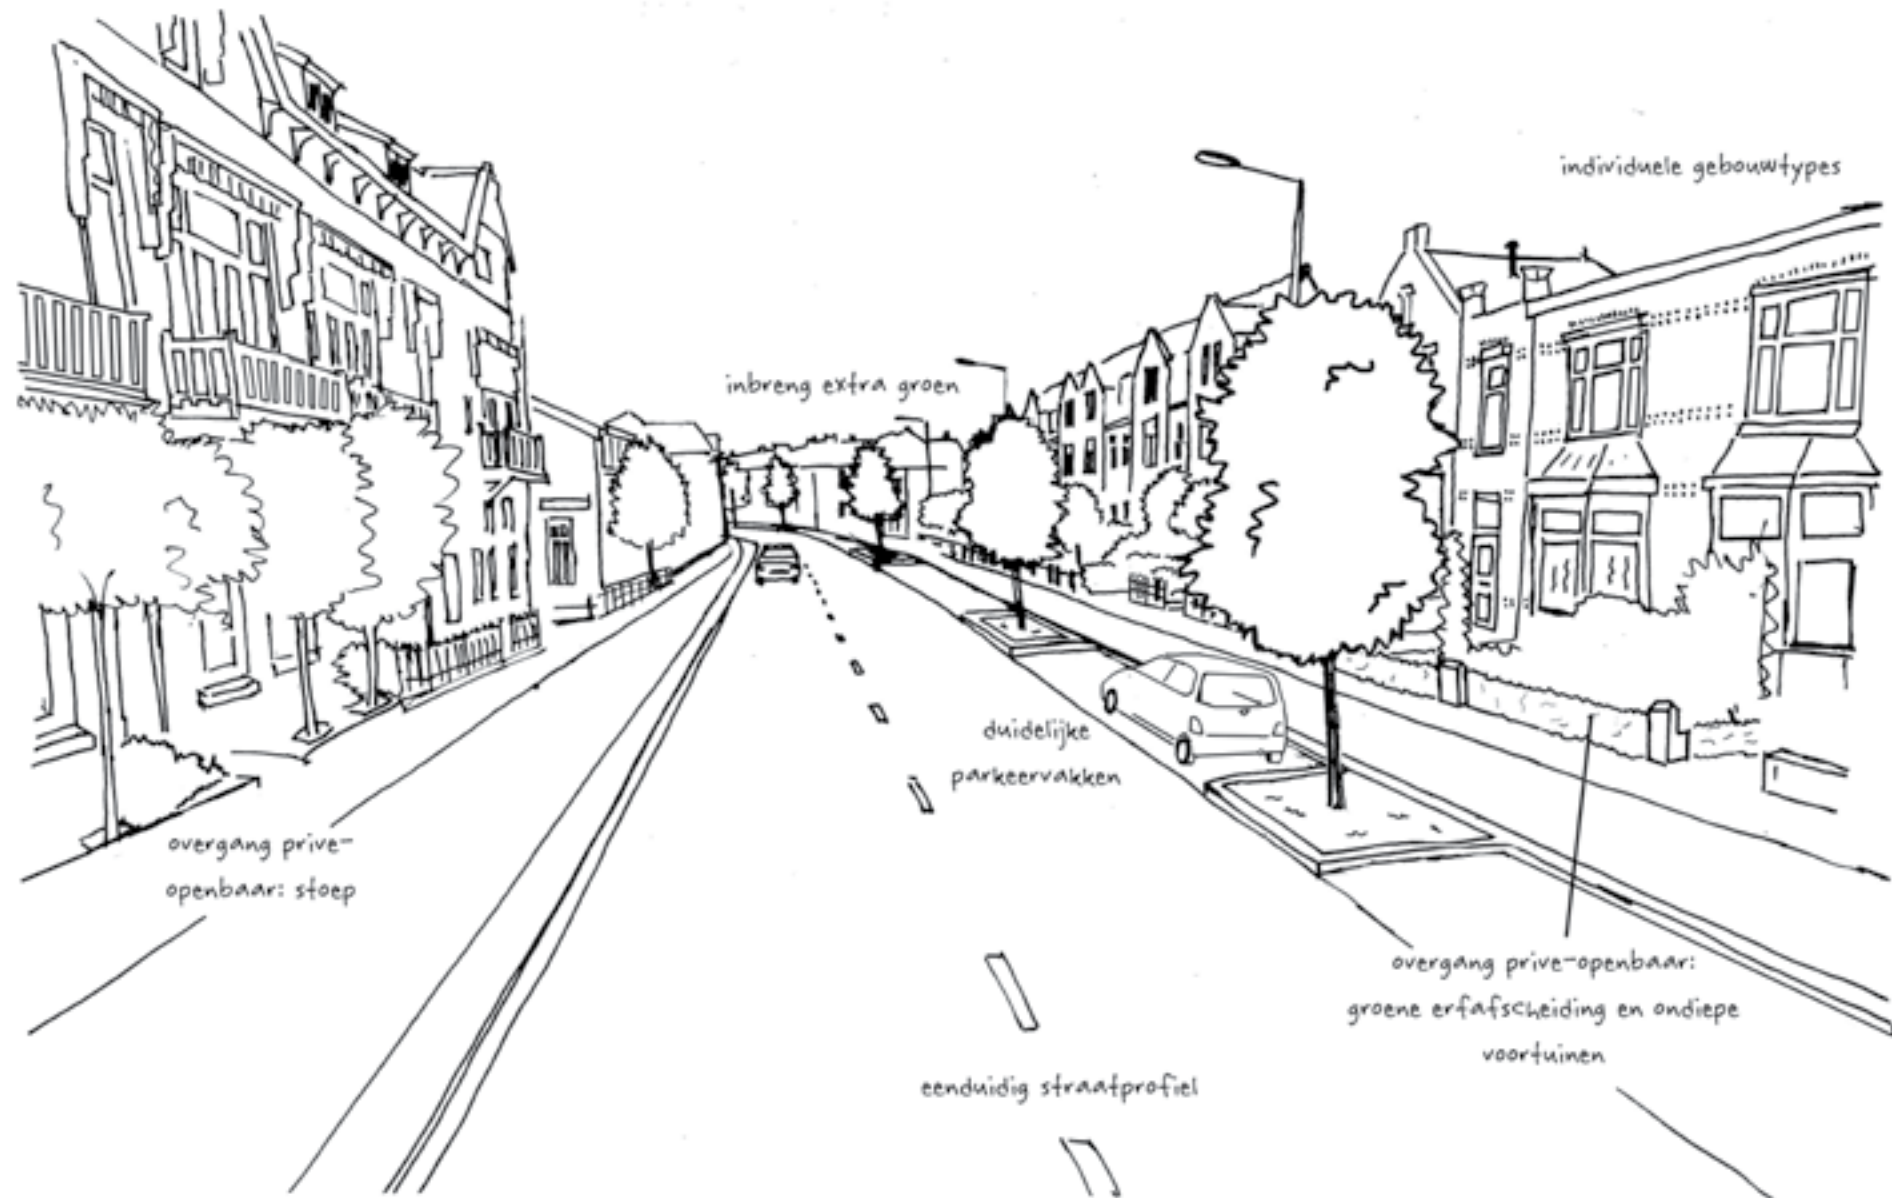 individuele gebouwtypes
inbreng extra groen
duidelijke
parkeervakken
overgang prive-
openbaar: stoep
overgang prive-openbaar:
groene erfafscheiding en ondiepe
voortuinen
eenduidig straatprofiel